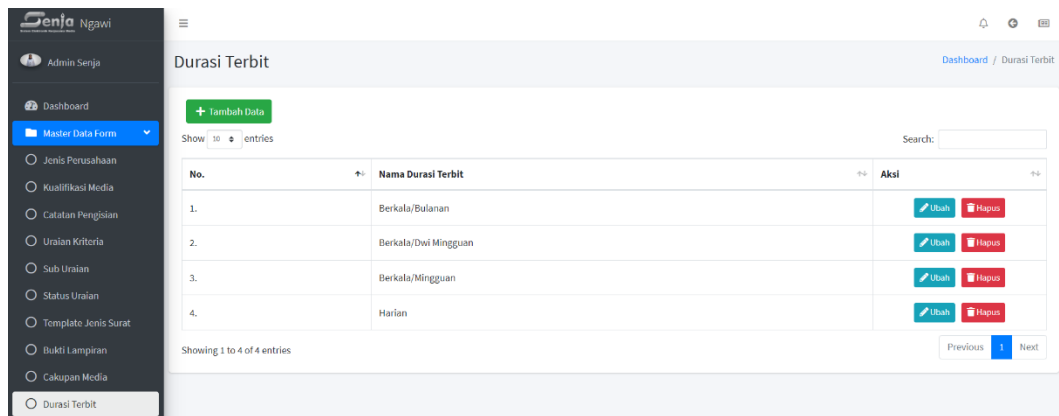 Senja Ngawi
Admin Senja
Dashboard
Master Data Form
Jenis Perusahaan
Kualifikasi Media
Catatan Pengisian
Uraian Kriteria
Sub Uraian
Status Uraian
Template Jenis Surat
Bukti Lampiran
Cakupan Media
Durasi Terbit
Durasi Terbit
Dashboard / Durasi Terbit
+ Tambah Data
Show 10 entries
Search:
No. Nama Durasi Terbit Aksi
1. Berkala/Bulanan Ubah Hapus
2. Berkala/Dwi Mingguan Ubah Hapus
3. Berkala/Mingguan Ubah Hapus
4. Harian Ubah Hapus
Showing 1 to 4 of 4 entries
Previous 1 Next